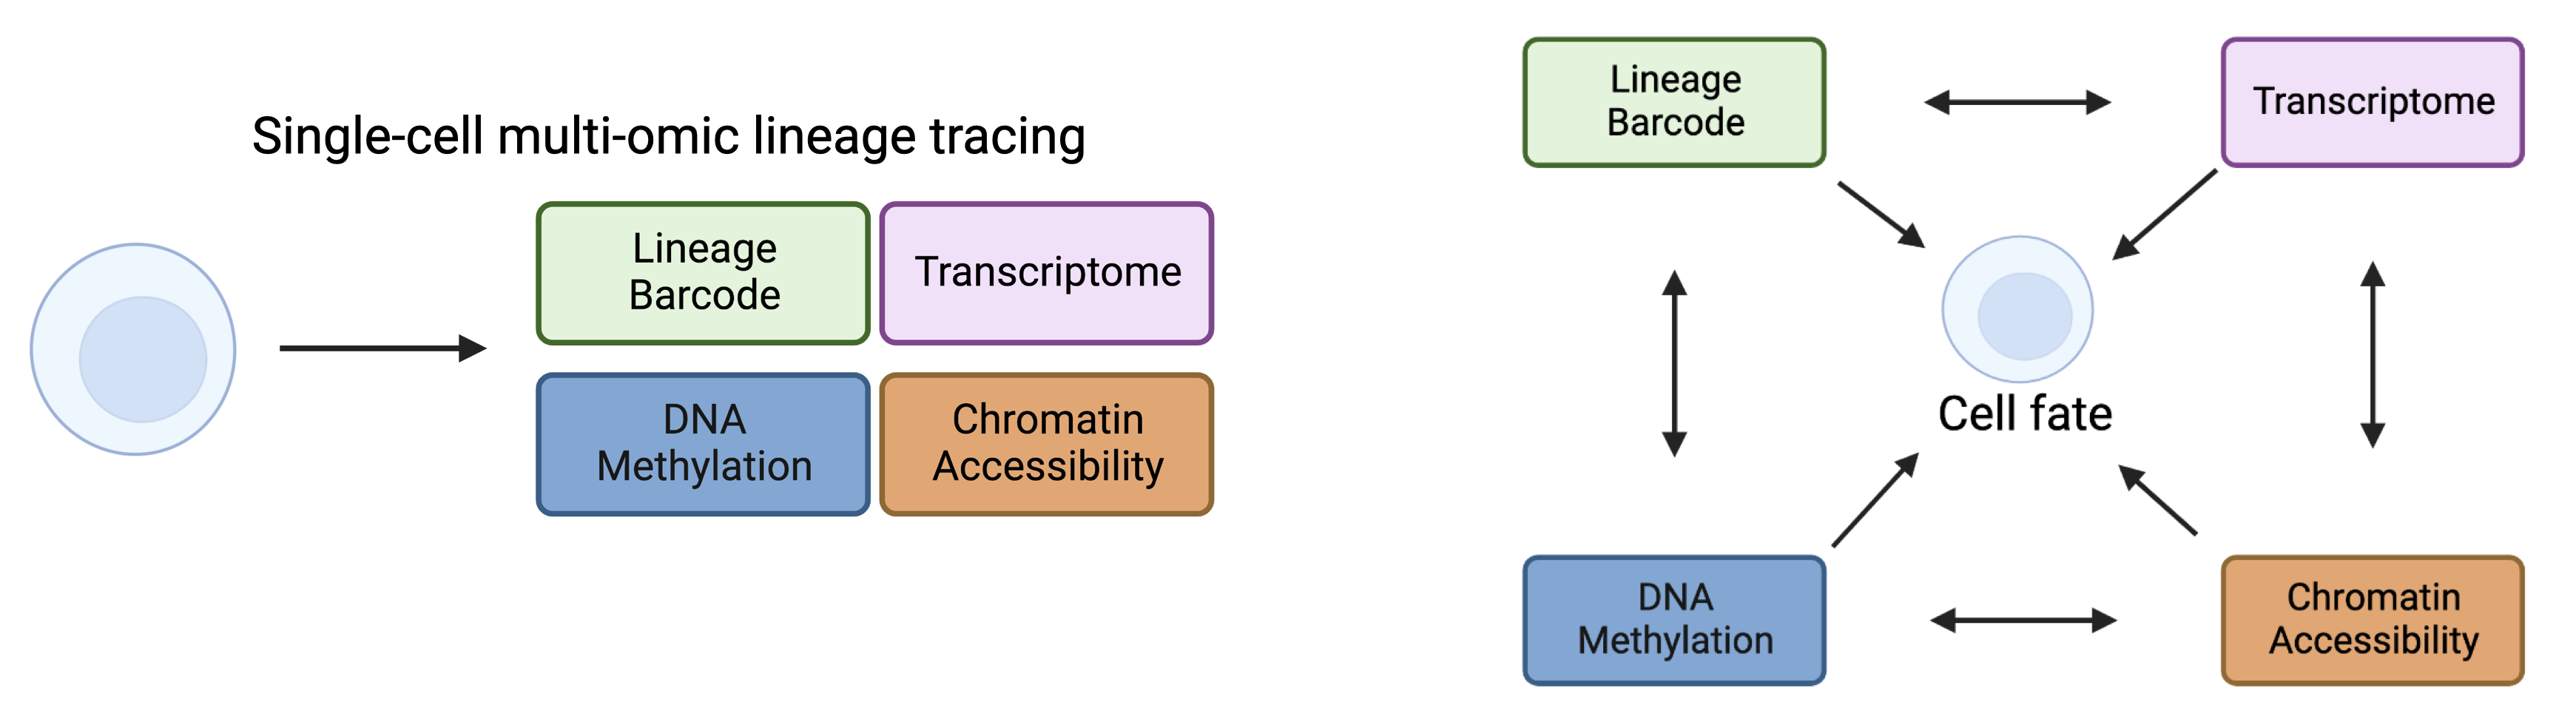 Single-cell multi-omic lineage tracing
Lineage
Barcode
Transcriptome
DNA
Methylation
Chromatin
Accessibility
Lineage
Barcode
Transcriptome
Cell fate
DNA
Methylation
Chromatin
Accessibility